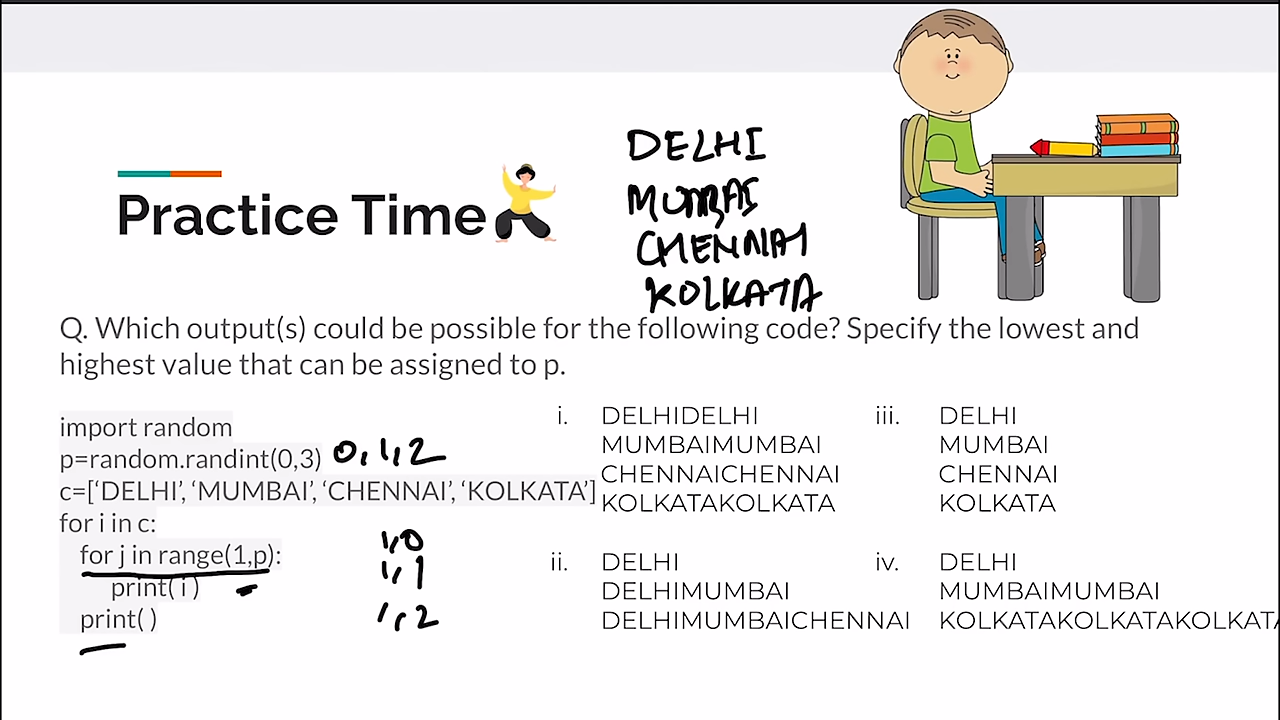 DELHI
MUMBAI
CHENNAI
KOLKATA
Practice Time
Q. Which output(s) could be possible for the following code? Specify the lowest and
highest value that can be assigned to p.
import random
p=random.randint(0,3) 0,1,2
c=[‘DELHI’, ‘MUMBAI’, ‘CHENNAI’, ‘KOLKATA’]
for i in c:
for j in range(1,p):
print( i )
print( )
1,0
1,1
1,2
i. DELHIDELHI
MUMBAIMUMBAI
CHENNAICHENNAI
KOLKATAKOLKATA
ii. DELHI
DELHIMUMBAI
DELHIMUMBAICHENNAI
iii. DELHI
MUMBAI
CHENNAI
KOLKATA
iv. DELHI
MUMBAIMUMBAI
KOLKATAKOLKATAKOLKATA